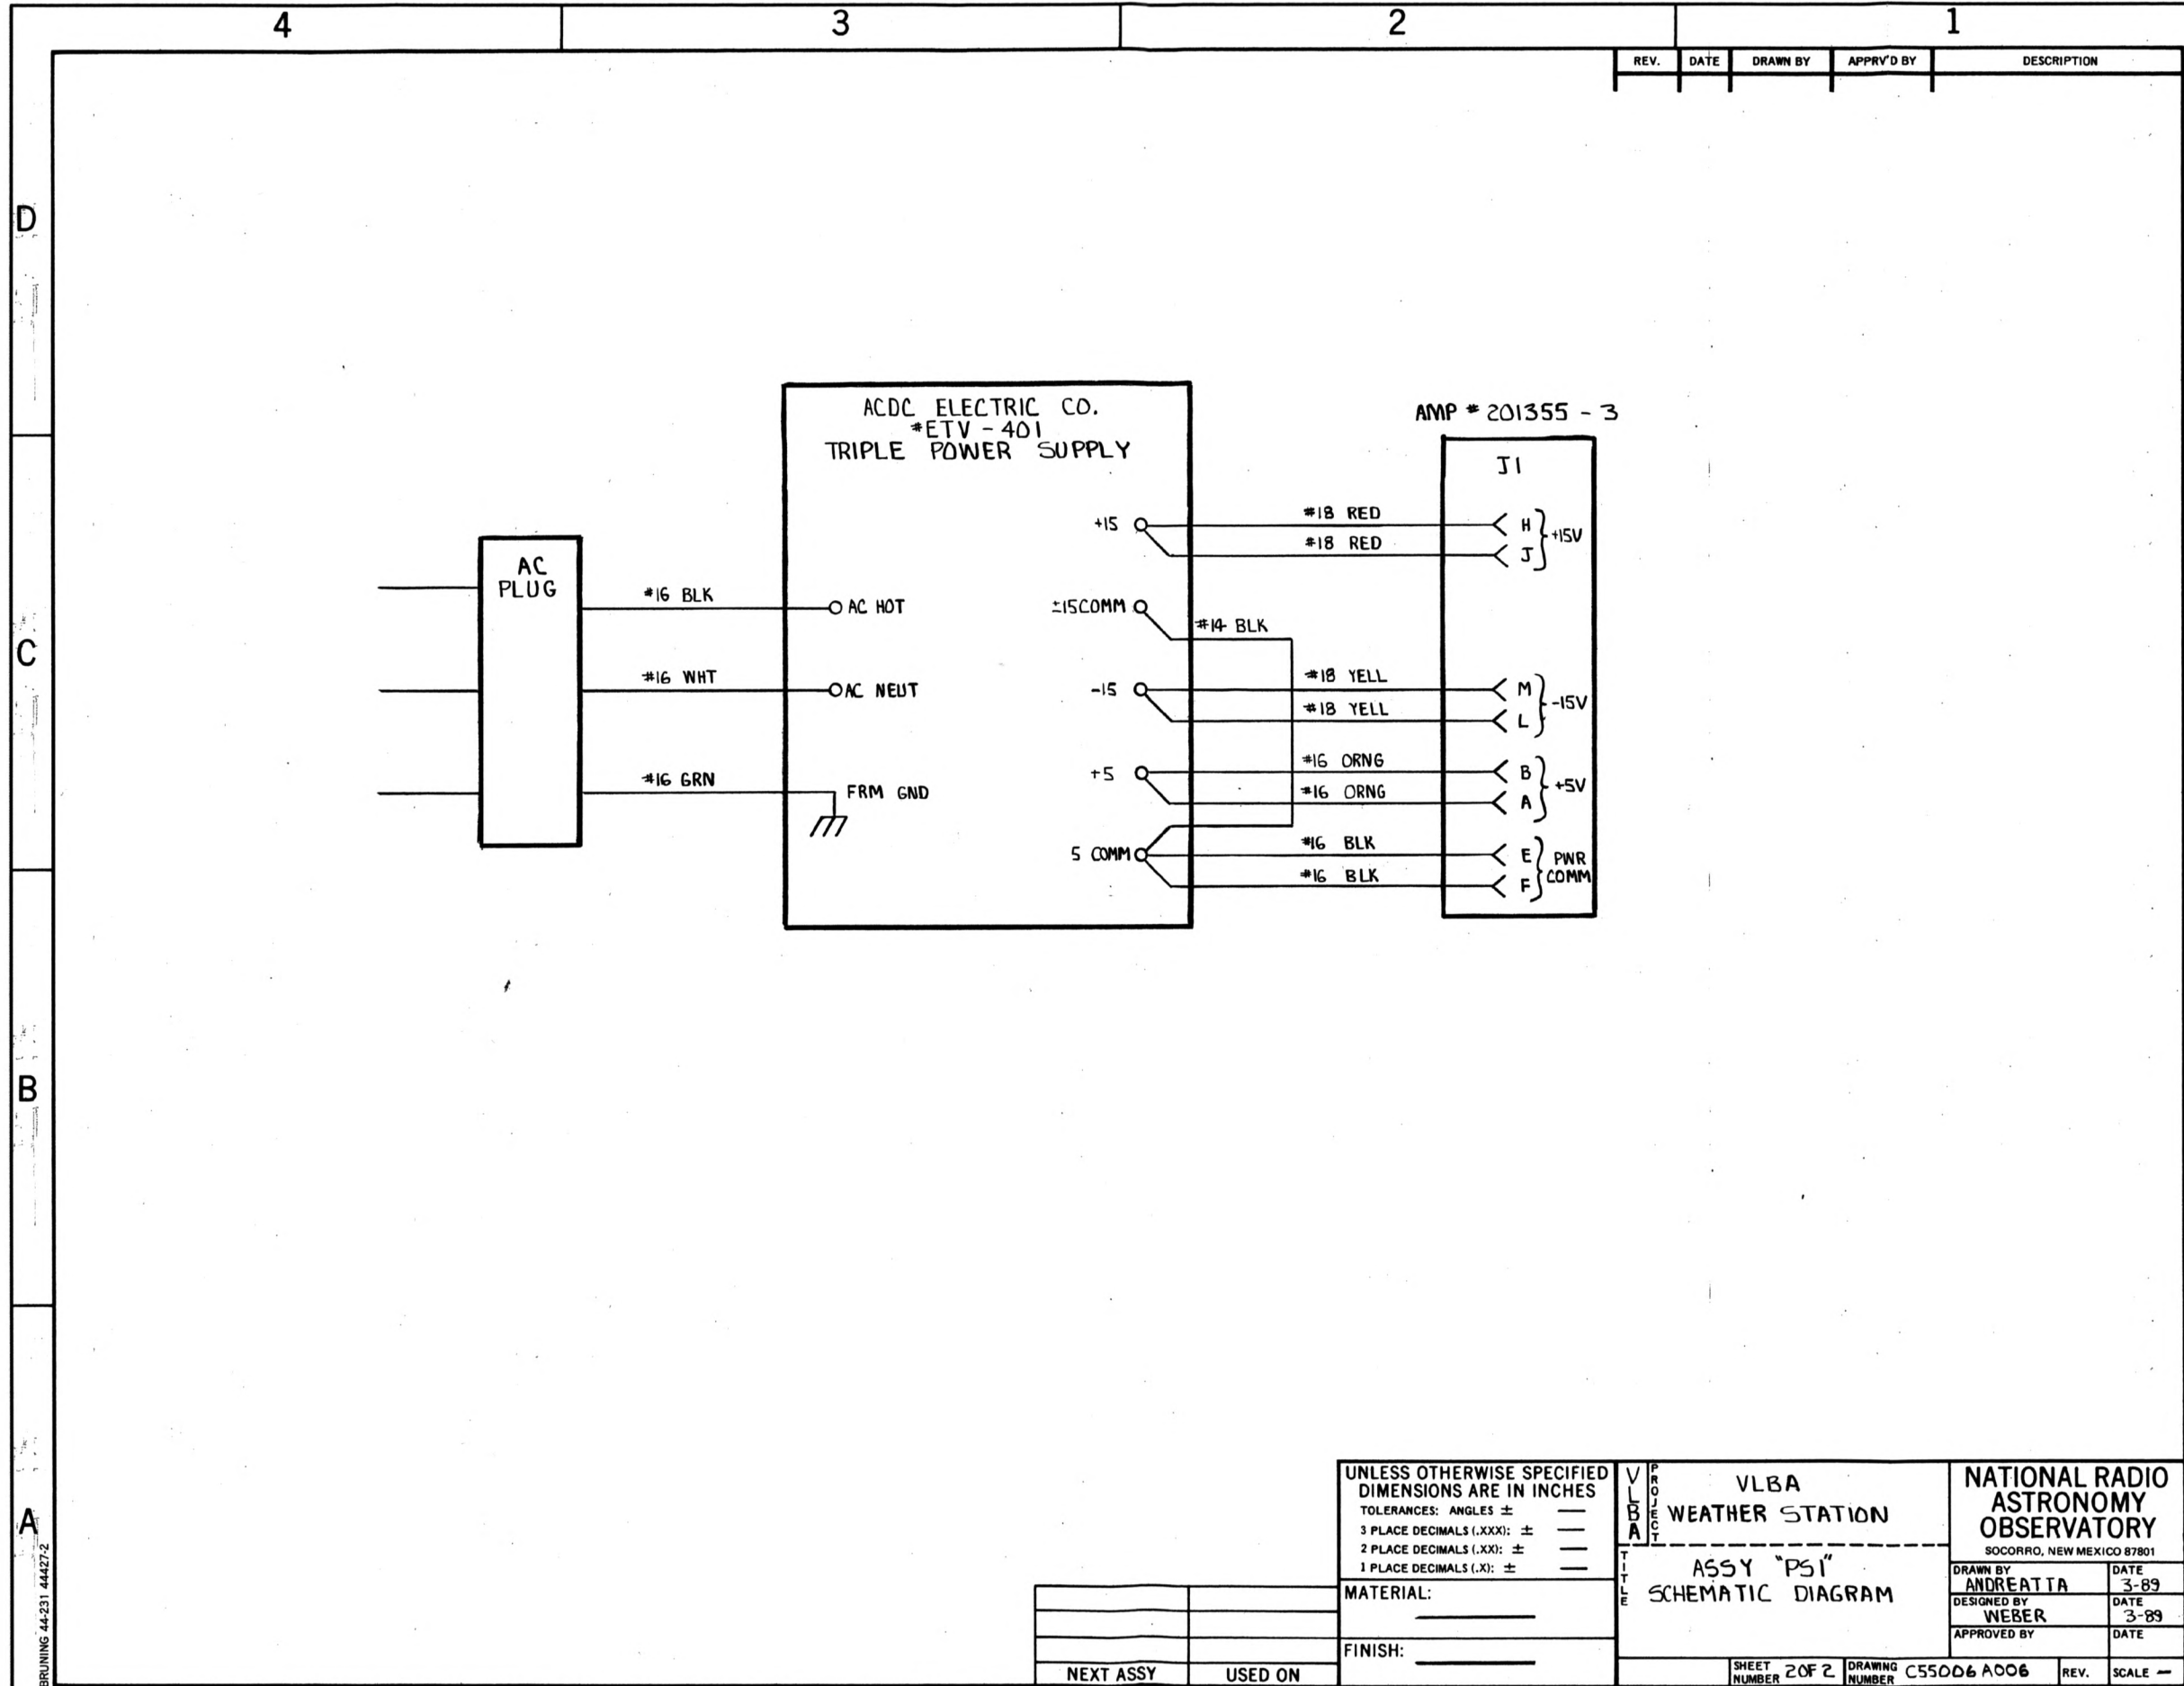 4 3 2 1
REV. DATE DRAWN BY APPRV'D BY DESCRIPTION
D
C
B
A
ACDC ELECTRIC CO.
#ETV - 401
TRIPLE POWER SUPPLY
AMP # 201355 - 3
J1
AC
PLUG
#16 BLK
AC HOT
#16 WHT
AC NEUT
#16 GRN
FRM GND
+15
#18 RED
H
#18 RED
J
+15V
±15COMM
#14 BLK
-15
#18 YELL
M
#18 YELL
L
-15V
+5
#16 ORNG
B
#16 ORNG
A
+5V
5 COMM
#16 BLK
E
#16 BLK
F
PWR
COMM
BRUNING 44-231 44427-2
NEXT ASSY USED ON
UNLESS OTHERWISE SPECIFIED
DIMENSIONS ARE IN INCHES
TOLERANCES: ANGLES ± —
3 PLACE DECIMALS (.XXX): ± —
2 PLACE DECIMALS (.XX): ± —
1 PLACE DECIMALS (.X): ± —
MATERIAL:
FINISH:
VLBA
PROJECT
VLBA
WEATHER STATION
TITLE
ASSY "PS1"
SCHEMATIC DIAGRAM
NATIONAL RADIO
ASTRONOMY
OBSERVATORY
SOCORRO, NEW MEXICO 87801
DRAWN BY
ANDREATTA
DATE
3-89
DESIGNED BY
WEBER
DATE
3-89
APPROVED BY
DATE
SHEET NUMBER 2OF 2
DRAWING NUMBER C55006 A006
REV.
SCALE —